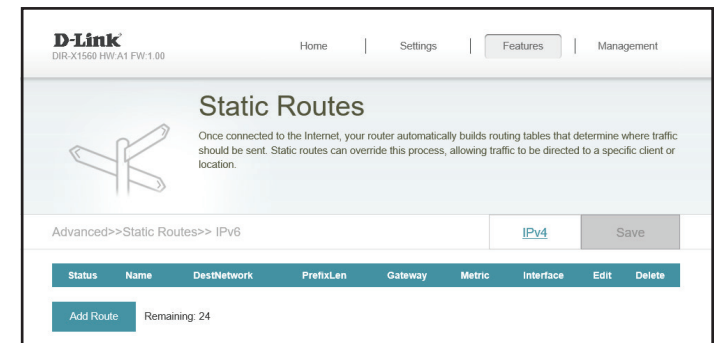 D-Link
DIR-X1560 HW:A1 FW:1.00
Home Settings Features Management
Static Routes
Once connected to the Internet, your router automatically builds routing tables that determine where traffic
should be sent. Static routes can override this process, allowing traffic to be directed to a specific client or
location.
Advanced>>Static Routes>> IPv6 IPv4 Save
Status Name DestNetwork PrefixLen Gateway Metric Interface Edit Delete
Add Route Remaining: 24